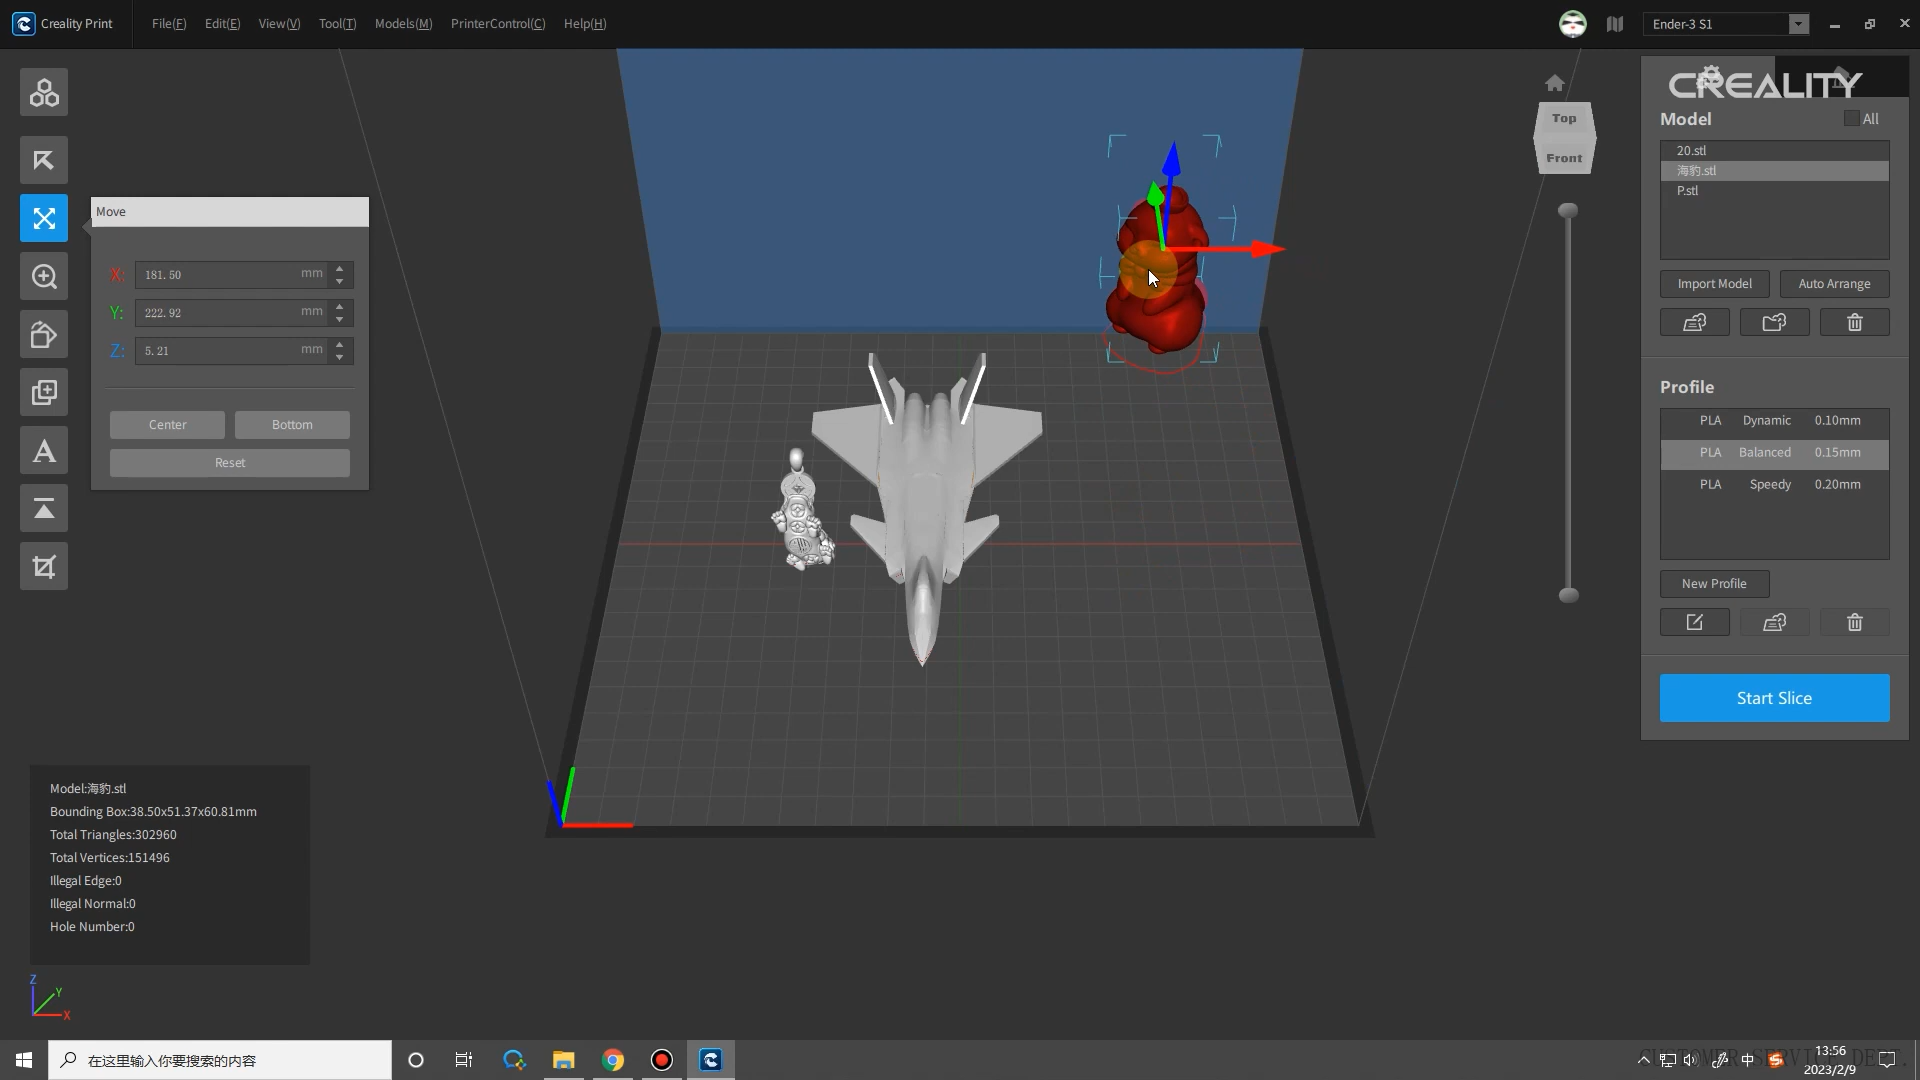 Creality Print
File(F) Edit(E) View(V) Tool(T) Models(M) PrinterControl(C) Help(H)
Ender-3 S1
CREALITY
Model
All
20.stl
海豹.stl
P.stl
Import Model
Auto Arrange
Top
Front
Move
X: 181.50 mm
Y: 222.92 mm
Z: 5.21 mm
Center
Bottom
Reset
Profile
PLA Dynamic 0.10mm
PLA Balanced 0.15mm
PLA Speedy 0.20mm
New Profile
Start Slice
Model:海豹.stl
Bounding Box:38.50x51.37x60.81mm
Total Triangles:302960
Total Vertices:151496
Illegal Edge:0
Illegal Normal:0
Hole Number:0
Z
Y
X
在这里输入你要搜索的内容
中
CUSTOMER SERVICE DEPT.
13:56
2023/2/9